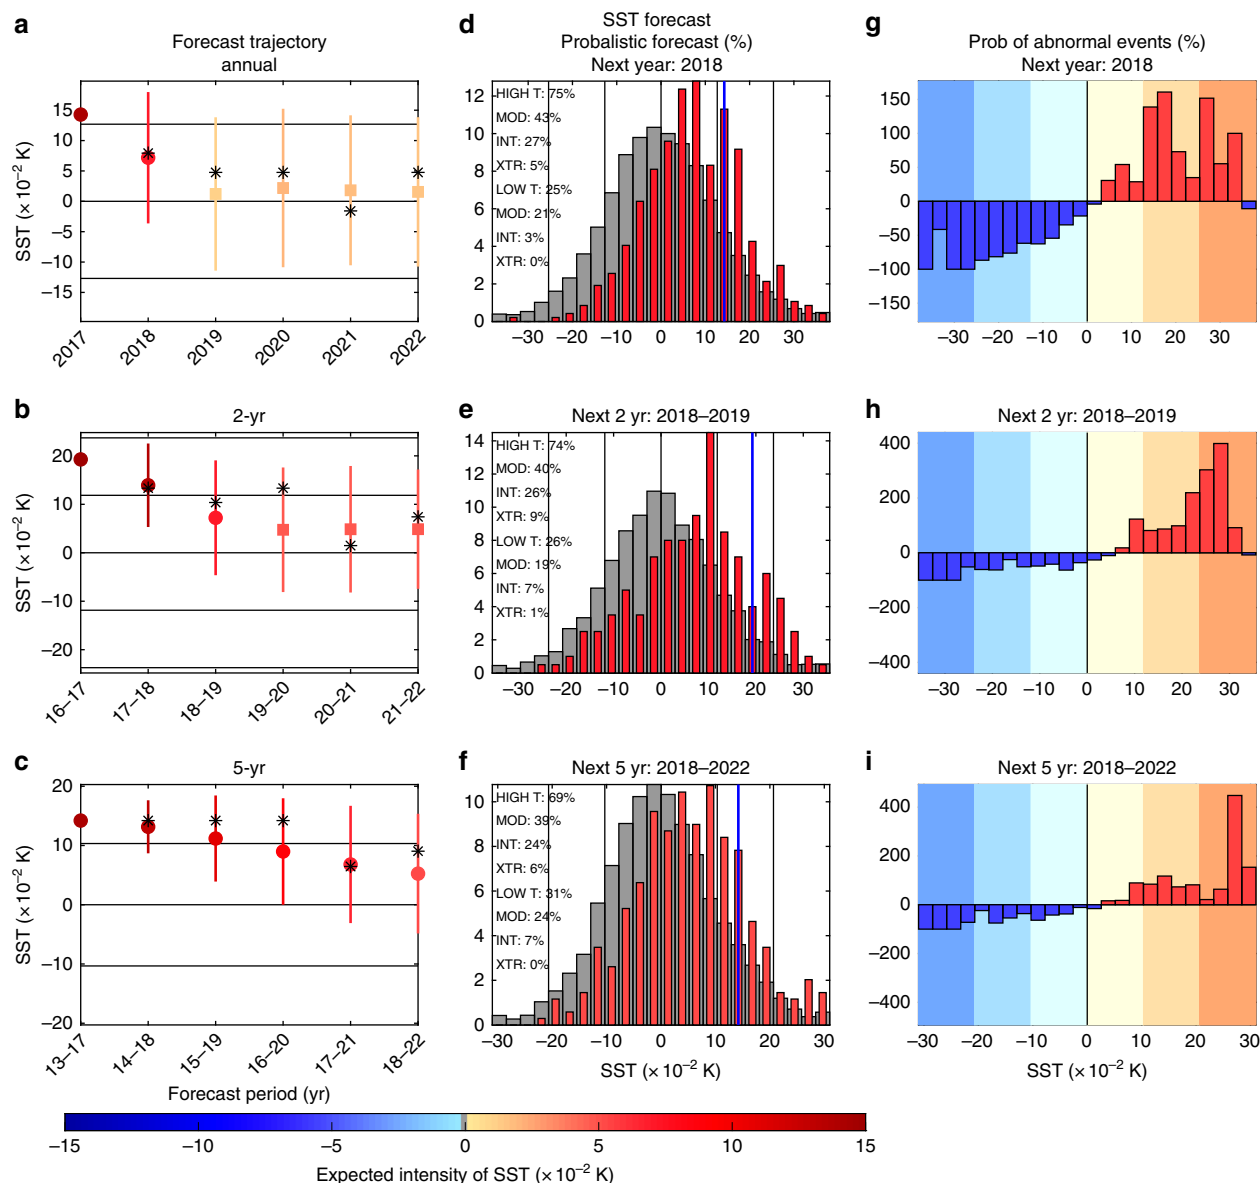 a
Forecast trajectory
annual
SST (× 10⁻² K)
15
10
5
0
−5
−10
−15
2017
2018
2019
2020
2021
2022
d
SST forecast
Probalistic forecast (%)
Next year: 2018
12
10
8
6
4
2
0
HIGH T: 75%
MOD: 43%
INT: 27%
XTR: 5%
LOW T: 25%
MOD: 21%
INT: 3%
XTR: 0%
−30
−20
−10
0
10
20
30
g
Prob of abnormal events (%)
Next year: 2018
150
100
50
0
−50
−100
−150
−30
−20
−10
0
10
20
30
b
2-yr
SST (× 10⁻² K)
20
10
0
−10
−20
16–17
17–18
18–19
19–20
20–21
21–22
e
Next 2 yr: 2018–2019
14
12
10
8
6
4
2
0
HIGH T: 74%
MOD: 40%
INT: 26%
XTR: 9%
LOW T: 26%
MOD: 19%
INT: 7%
XTR: 1%
−30
−20
−10
0
10
20
30
h
Next 2 yr: 2018–2019
400
200
0
−200
−400
−30
−20
−10
0
10
20
30
c
5-yr
SST (× 10⁻² K)
20
10
0
−10
−20
13–17
14–18
15–19
16–20
17–21
18–22
Forecast period (yr)
f
Next 5 yr: 2018–2022
10
8
6
4
2
0
HIGH T: 69%
MOD: 39%
INT: 24%
XTR: 6%
LOW T: 31%
MOD: 24%
INT: 7%
XTR: 0%
−30
−20
−10
0
10
20
30
SST (× 10⁻² K)
i
Next 5 yr: 2018–2022
400
200
0
−200
−400
−30
−20
−10
0
10
20
30
SST (× 10⁻² K)
−15
−10
−5
0
5
10
15
Expected intensity of SST (× 10⁻² K)